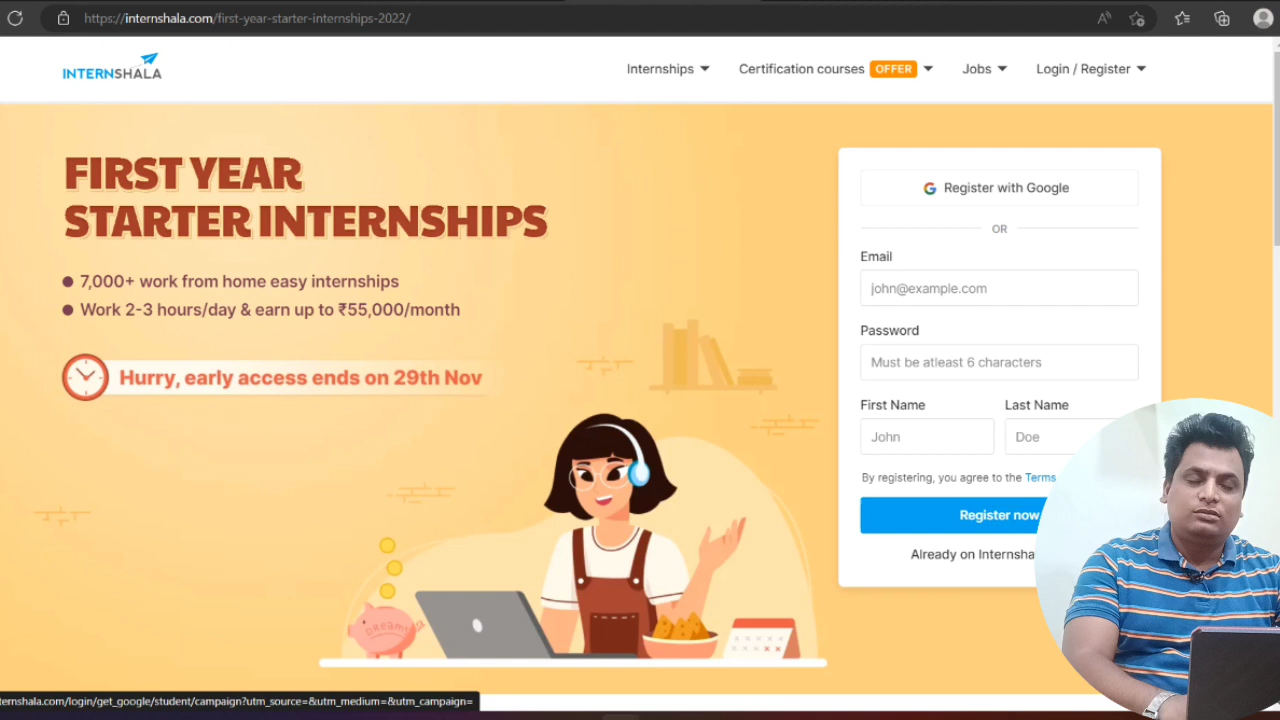 https://internshala.com/first-year-starter-internships-2022/
INTERNSHALA
Internships
Certification courses OFFER
Jobs
Login / Register
FIRST YEAR
STARTER INTERNSHIPS
7,000+ work from home easy internships
Work 2-3 hours/day & earn up to ₹55,000/month
Hurry, early access ends on 29th Nov
DREAMS
Register with Google
OR
Email
john@example.com
Password
Must be atleast 6 characters
First Name
Last Name
John
Doe
By registering, you agree to the Terms
Register now
Already on Internsha
ternshala.com/login/get_google/student/campaign?utm_source=&utm_medium=&utm_campaign=